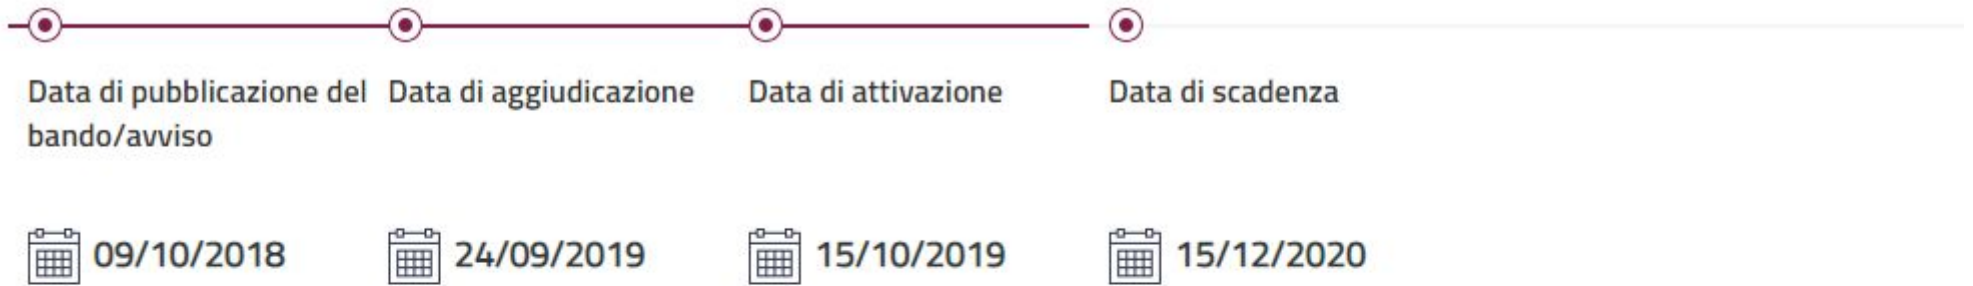 Data di pubblicazione del
bando/avviso
Data di aggiudicazione
Data di attivazione
Data di scadenza
09/10/2018
24/09/2019
15/10/2019
15/12/2020